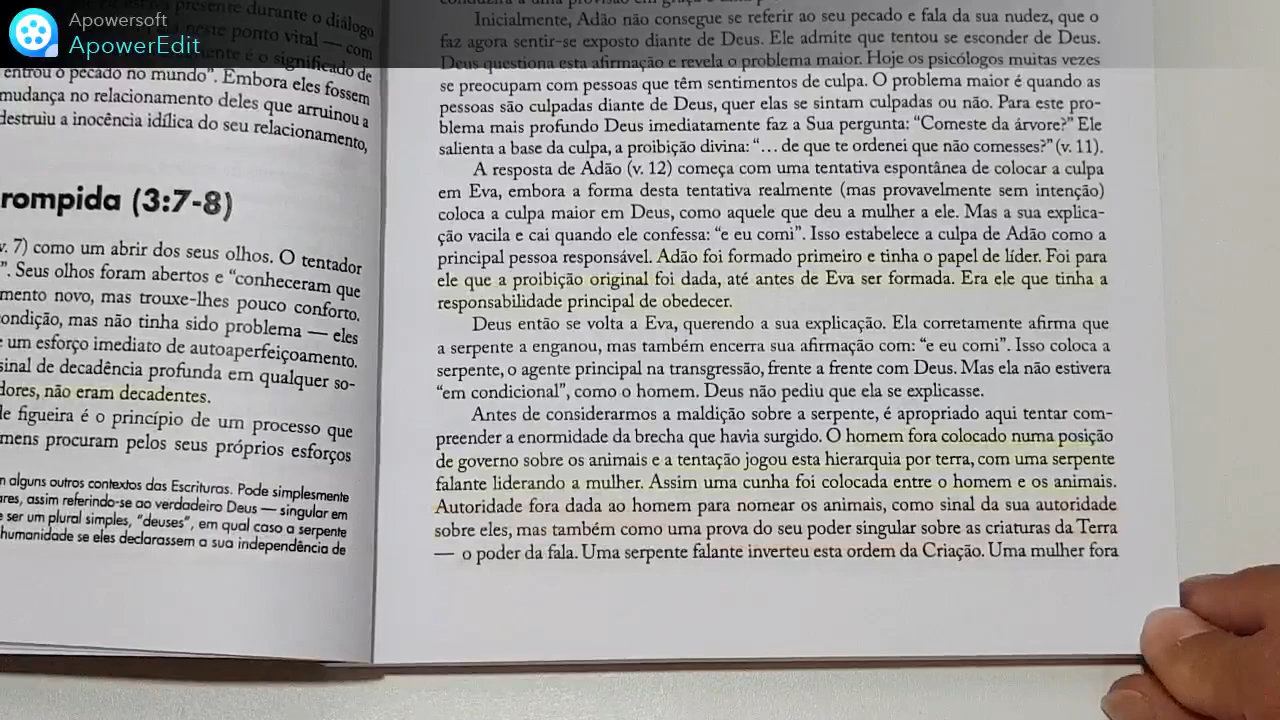 Apowersoft
ApowerEdit
presente durante o diálogo
neste ponto vital — com
é o significado de
entrou o pecado no mundo". Embora eles fossem
mudança no relacionamento deles que arruinou a
destruiu a inocência idílica do seu relacionamento,
rompida (3:7-8)
v. 7) como um abrir dos seus olhos. O tentador
". Seus olhos foram abertos e "conheceram que
mento novo, mas trouxe-lhes pouco conforto.
ondição, mas não tinha sido problema — eles
e um esforço imediato de autoaperfeiçoamento.
sinal de decadência profunda em qualquer so-
dores, não eram decadentes.
de figueira é o princípio de um processo que
mens procuram pelos seus próprios esforços
m alguns outros contextos das Escrituras. Pode simplesmente
ares, assim referindo-se ao verdadeiro Deus — singular em
e ser um plural simples, "deuses", em qual caso a serpente
humanidade se eles declarassem a sua independência de
Inicialmente, Adão não consegue se referir ao seu pecado e fala da sua nudez, que o
faz agora sentir-se exposto diante de Deus. Ele admite que tentou se esconder de Deus.
Deus questiona esta afirmação e revela o problema maior. Hoje os psicólogos muitas vezes
se preocupam com pessoas que têm sentimentos de culpa. O problema maior é quando as
pessoas são culpadas diante de Deus, quer elas se sintam culpadas ou não. Para este pro-
blema mais profundo Deus imediatamente faz a Sua pergunta: "Comeste da árvore?" Ele
salienta a base da culpa, a proibição divina: "… de que te ordenei que não comesses?" (v. 11).
A resposta de Adão (v. 12) começa com uma tentativa espontânea de colocar a culpa
em Eva, embora a forma desta tentativa realmente (mas provavelmente sem intenção)
coloca a culpa maior em Deus, como aquele que deu a mulher a ele. Mas a sua explica-
ção vacila e cai quando ele confessa: "e eu comi". Isso estabelece a culpa de Adão como a
principal pessoa responsável. Adão foi formado primeiro e tinha o papel de líder. Foi para
ele que a proibição original foi dada, até antes de Eva ser formada. Era ele que tinha a
responsabilidade principal de obedecer.
Deus então se volta a Eva, querendo a sua explicação. Ela corretamente afirma que
a serpente a enganou, mas também encerra sua afirmação com: "e eu comi". Isso coloca a
serpente, o agente principal na transgressão, frente a frente com Deus. Mas ela não estivera
"em condicional", como o homem. Deus não pediu que ela se explicasse.
Antes de considerarmos a maldição sobre a serpente, é apropriado aqui tentar com-
preender a enormidade da brecha que havia surgido. O homem fora colocado numa posição
de governo sobre os animais e a tentação jogou esta hierarquia por terra, com uma serpente
falante liderando a mulher. Assim uma cunha foi colocada entre o homem e os animais.
Autoridade fora dada ao homem para nomear os animais, como sinal da sua autoridade
sobre eles, mas também como uma prova do seu poder singular sobre as criaturas da Terra
— o poder da fala. Uma serpente falante inverteu esta ordem da Criação. Uma mulher fora